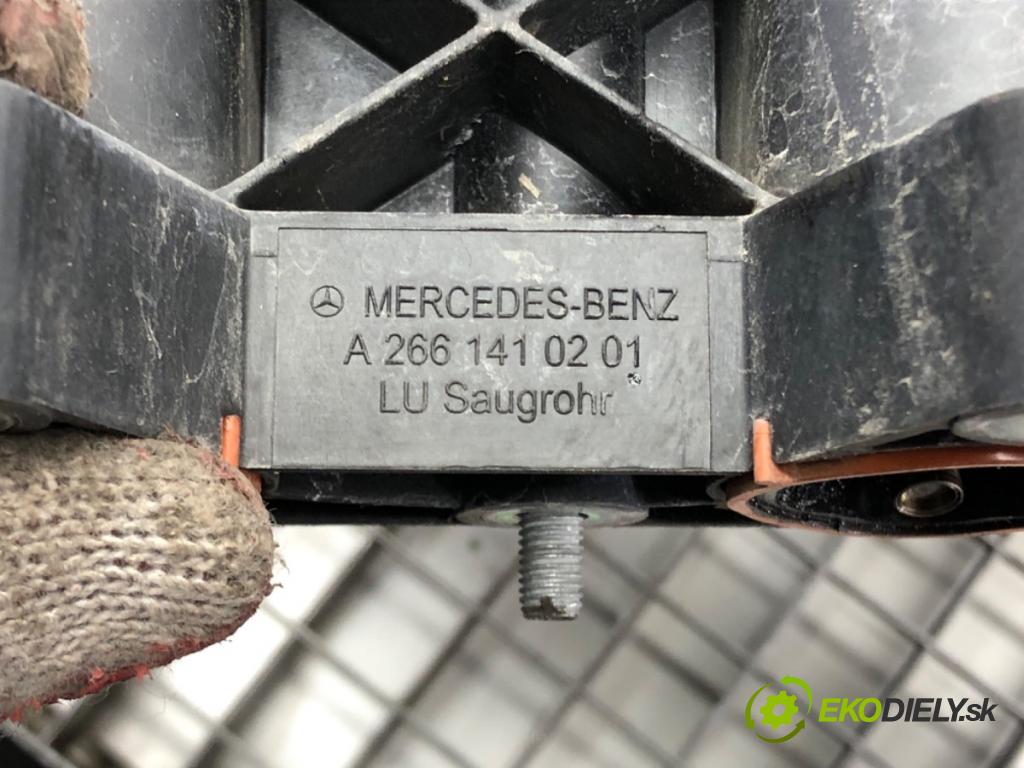 MERCEDES-BENZ
A 266 141 02 01
LU Saugrohr
EKODIELY.sk